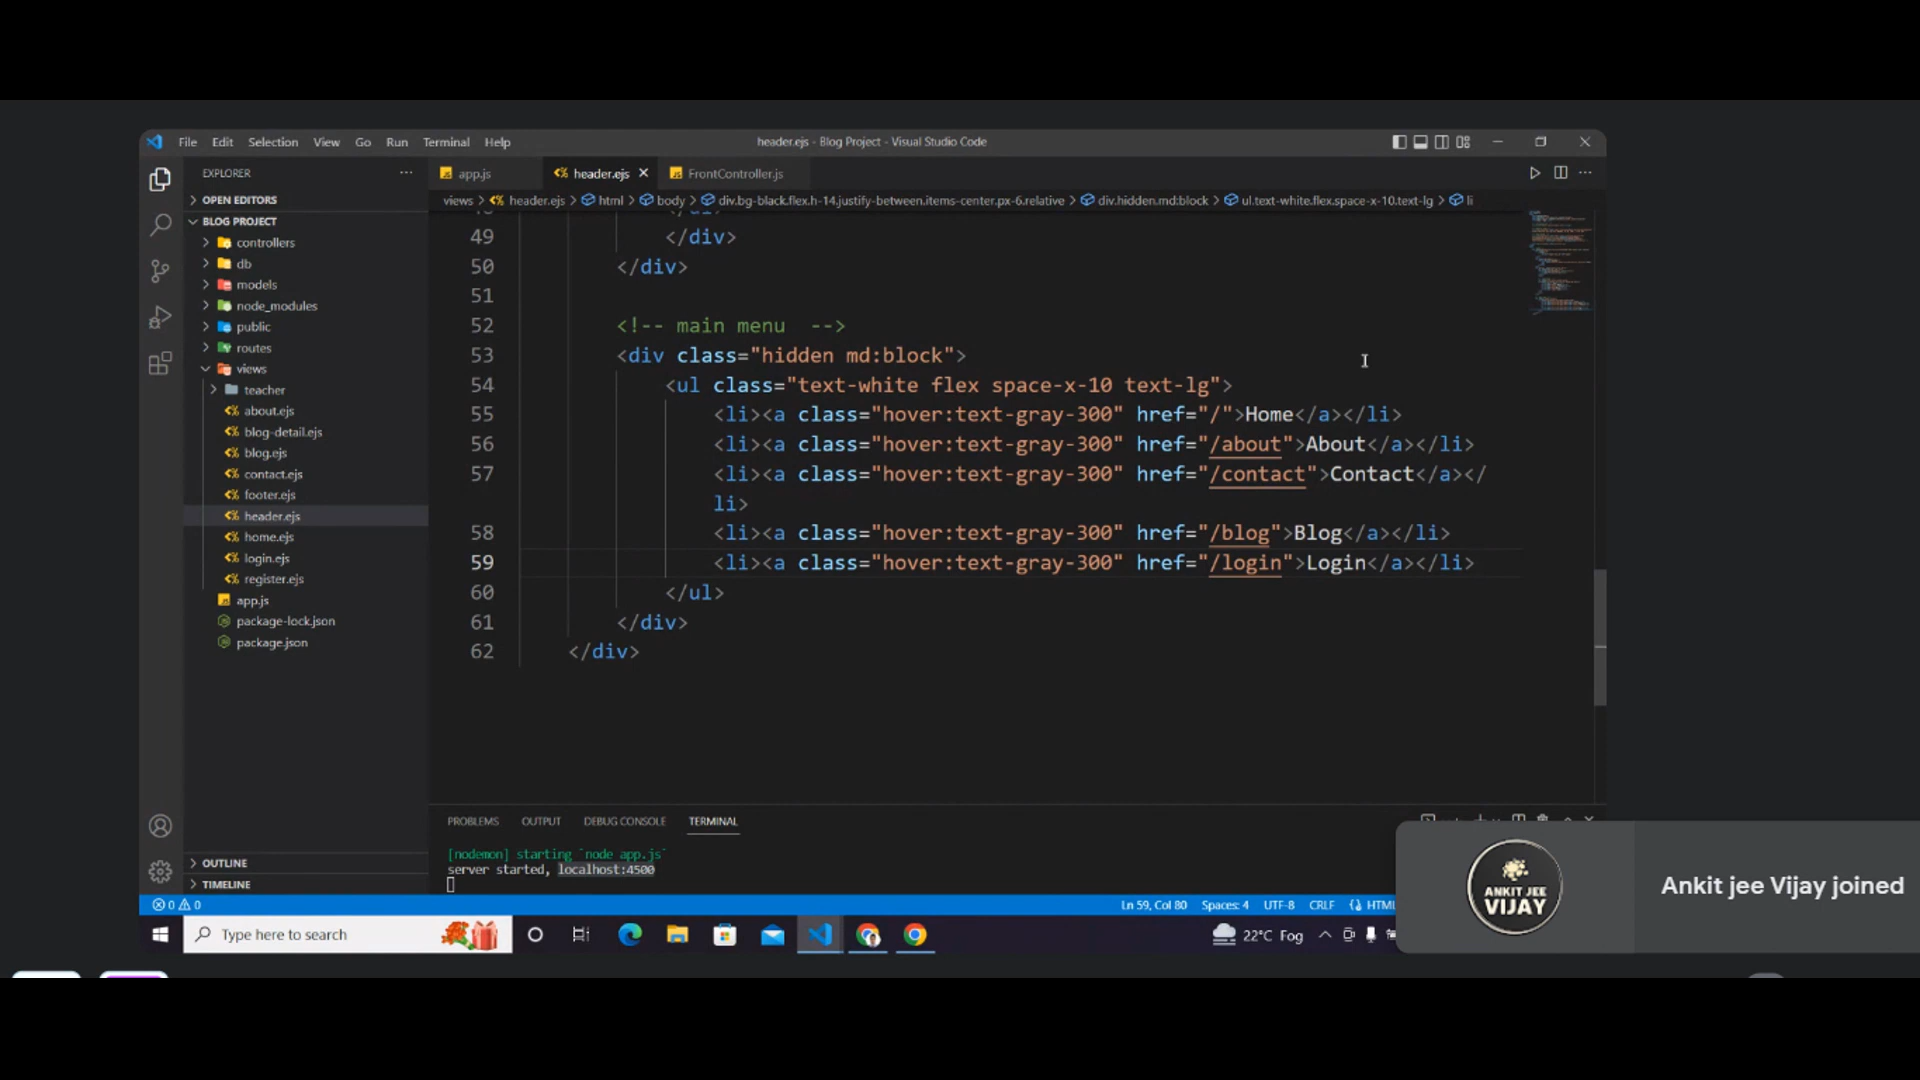 File Edit Selection View Go Run Terminal Help
header.ejs - Blog Project - Visual Studio Code
EXPLORER
OPEN EDITORS
BLOG PROJECT
controllers
db
models
node_modules
public
routes
views
teacher
about.ejs
blog-detail.ejs
blog.ejs
contact.ejs
footer.ejs
header.ejs
home.ejs
login.ejs
register.ejs
app.js
package-lock.json
package.json
OUTLINE
TIMELINE
app.js header.ejs FrontController.js
views > header.ejs > html > body > div.bg-black.flex.h-14.justify-between.items-center.px-6.relative > div.hidden.md:block > ul.text-white.flex.space-x-10.text-lg > li
49 </div>
50 </div>
51
52 <!-- main menu -->
53 <div class="hidden md:block">
54 <ul class="text-white flex space-x-10 text-lg">
55 <li><a class="hover:text-gray-300" href="/">Home</a></li>
56 <li><a class="hover:text-gray-300" href="/about">About</a></li>
57 <li><a class="hover:text-gray-300" href="/contact">Contact</a></
li>
58 <li><a class="hover:text-gray-300" href="/blog">Blog</a></li>
59 <li><a class="hover:text-gray-300" href="/login">Login</a></li>
60 </ul>
61 </div>
62 </div>
PROBLEMS OUTPUT DEBUG CONSOLE TERMINAL
[nodemon] starting `node app.js`
server started, localhost:4500
0 0
Ln 59, Col 80 Spaces: 4 UTF-8 CRLF HTML
Type here to search
22°C Fog
ANKIT JEE
VIJAY
Ankit jee Vijay joined